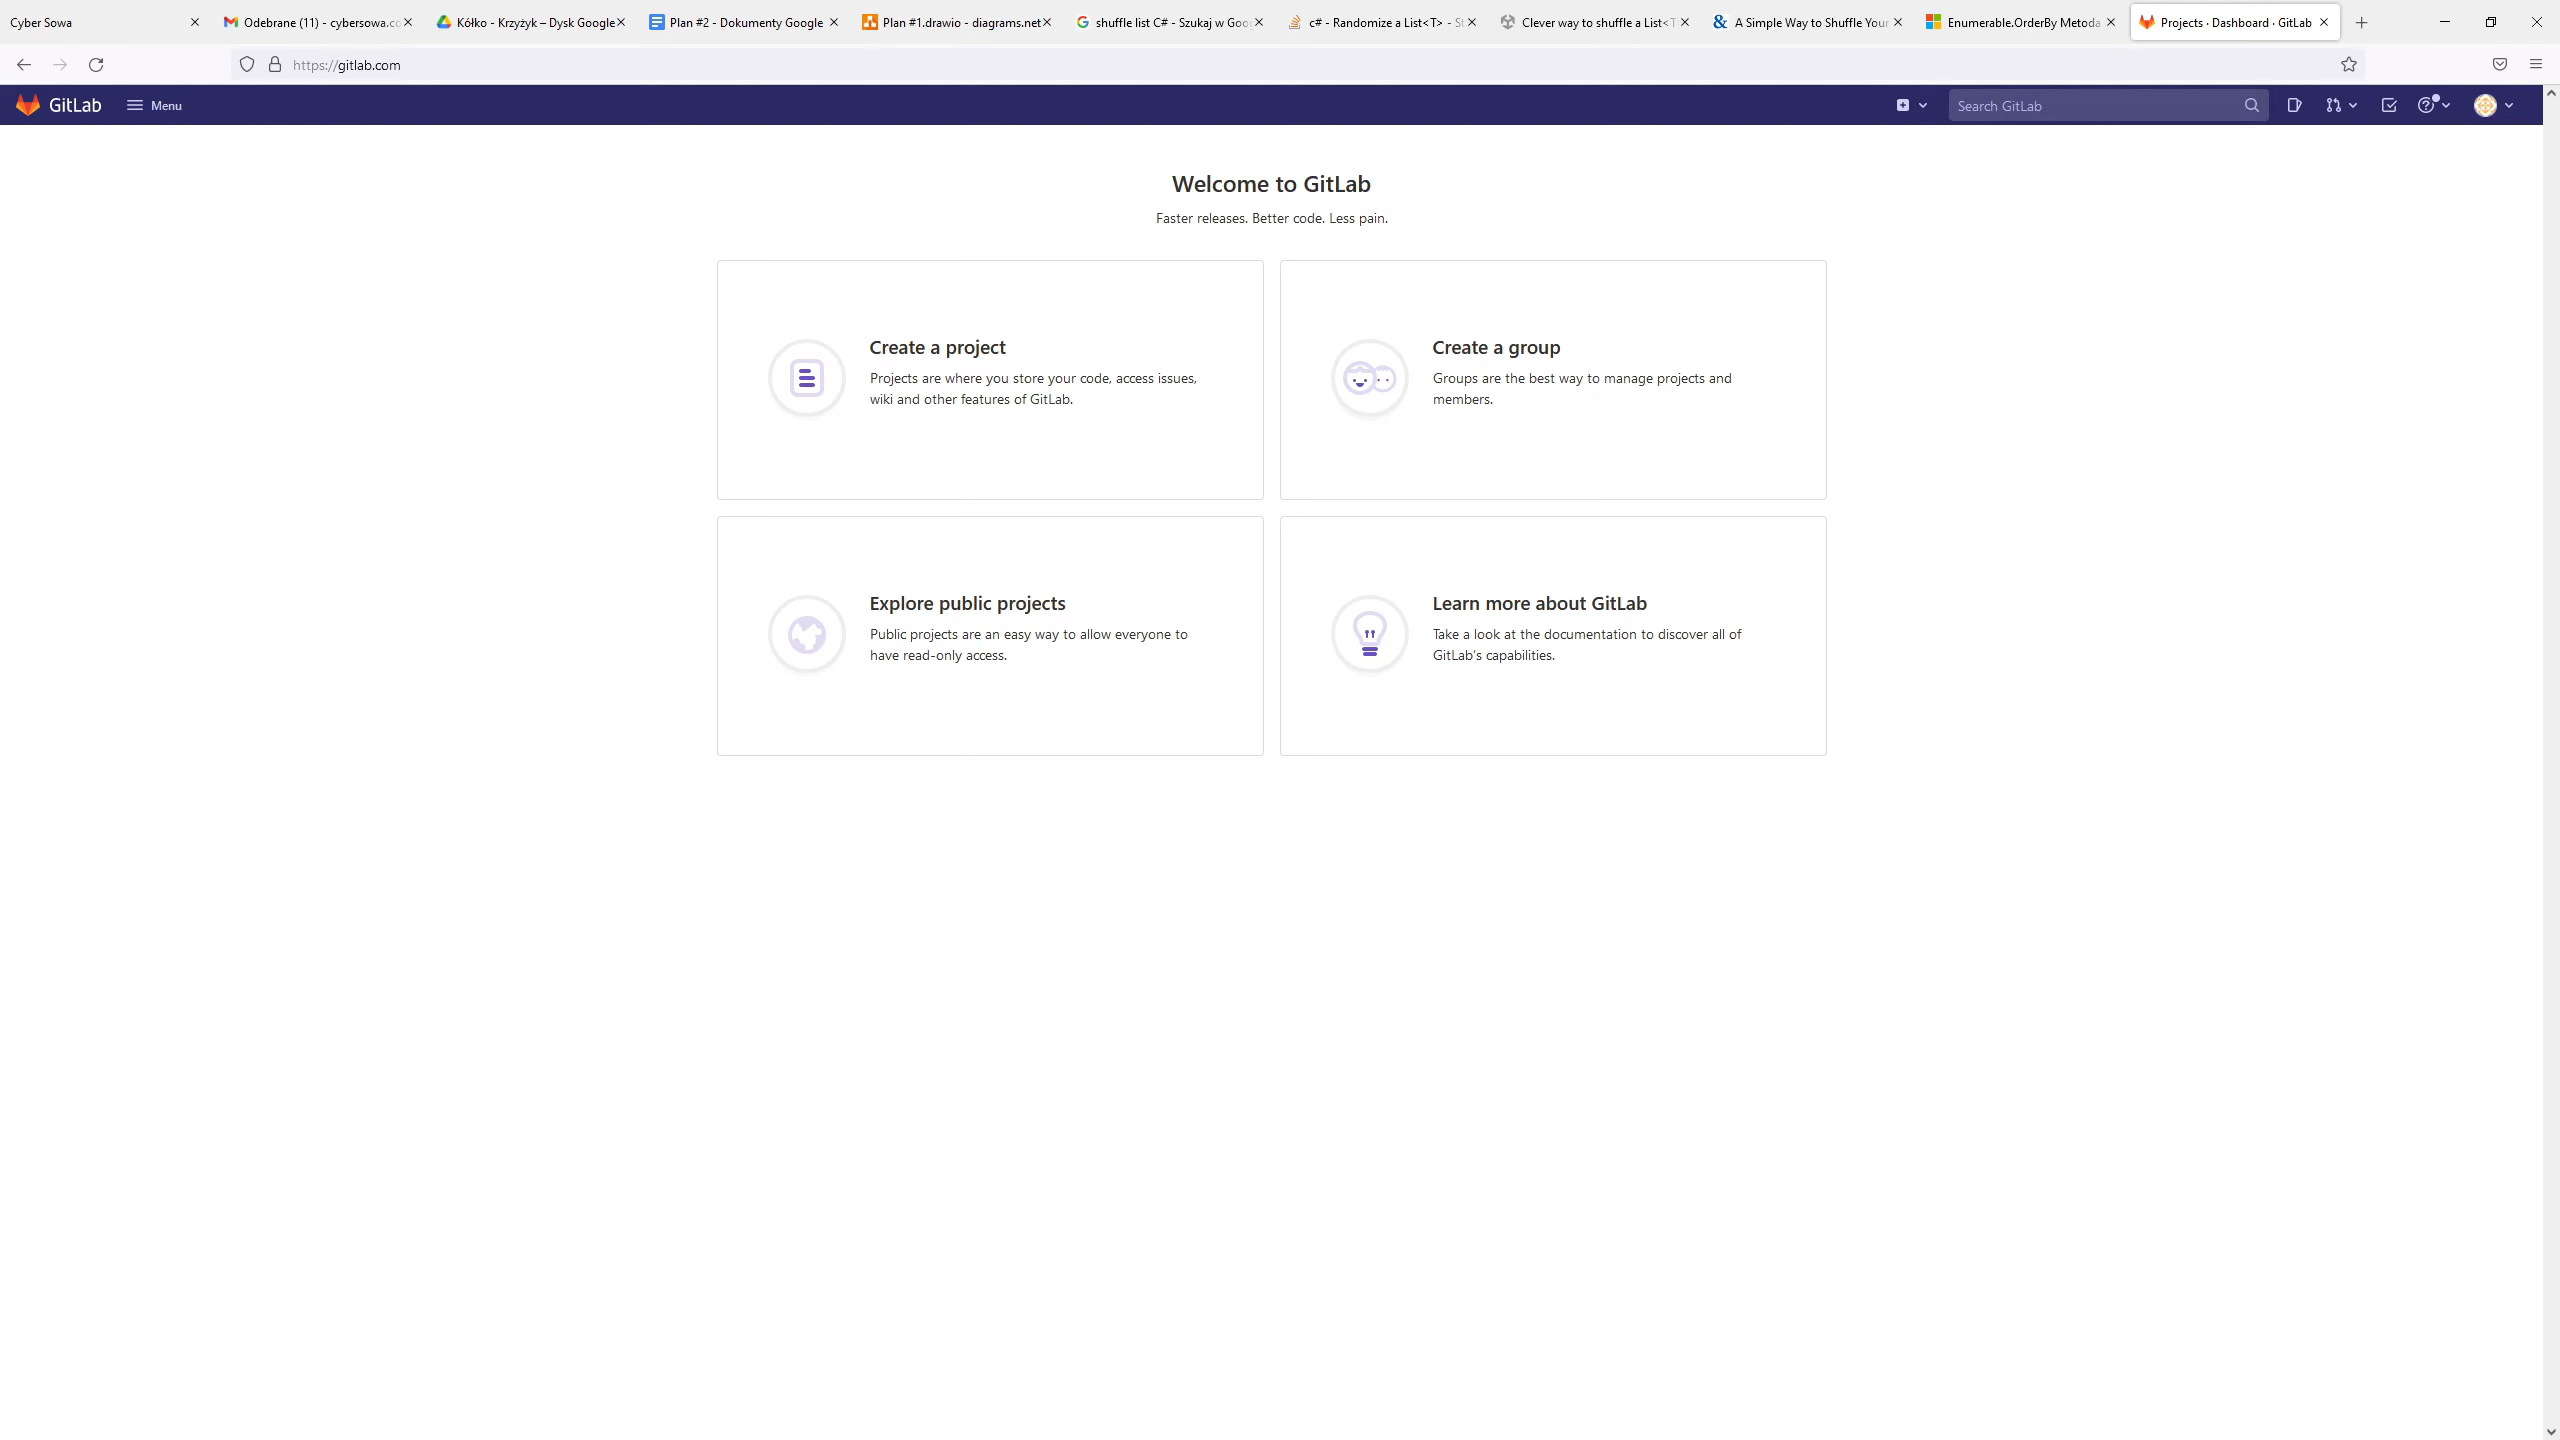 Cyber Sowa
Odebrane (11) - cybersowa.co
Kółko - Krzyżyk – Dysk Google
Plan #2 - Dokumenty Google
Plan #1.drawio - diagrams.net
shuffle list C# - Szukaj w Goo
c# - Randomize a List<T> - St
Clever way to shuffle a List<T
A Simple Way to Shuffle Your
Enumerable.OrderBy Metoda
Projects · Dashboard · GitLab
https://gitlab.com
GitLab
Menu
Search GitLab
Welcome to GitLab
Faster releases. Better code. Less pain.
Create a project
Projects are where you store your code, access issues,
wiki and other features of GitLab.
Create a group
Groups are the best way to manage projects and
members.
Explore public projects
Public projects are an easy way to allow everyone to
have read-only access.
Learn more about GitLab
Take a look at the documentation to discover all of
GitLab's capabilities.